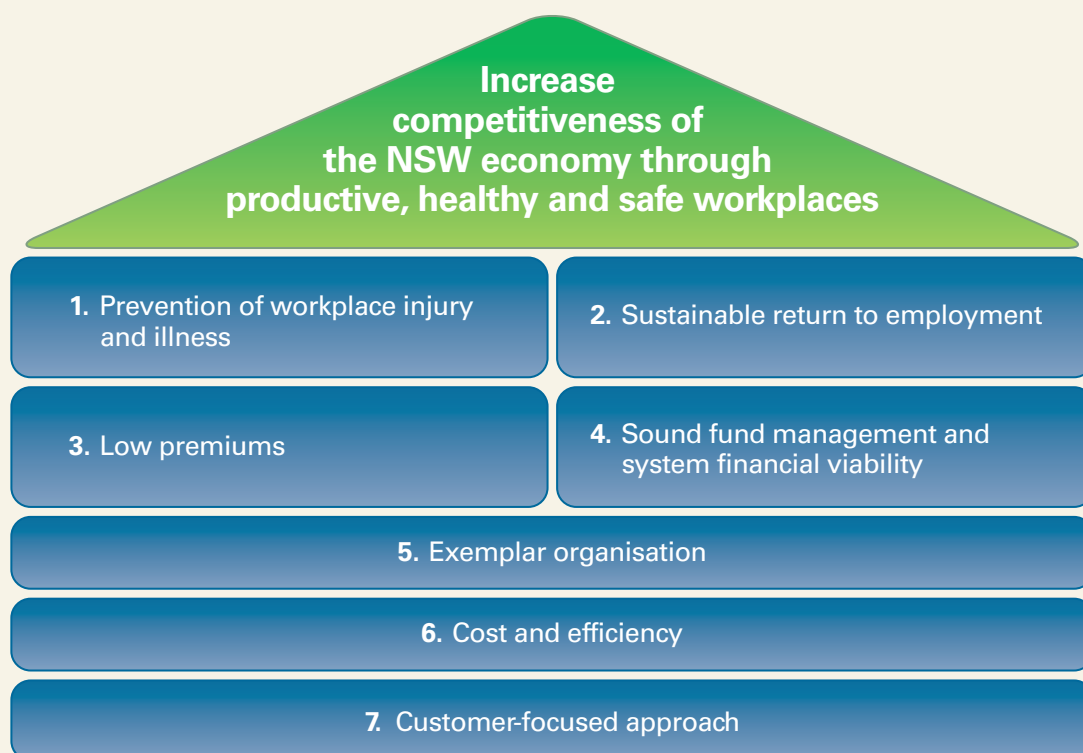 Increase
competitiveness of
the NSW economy through
productive, healthy and safe workplaces
1. Prevention of workplace injury
and illness
2. Sustainable return to employment
3. Low premiums
4. Sound fund management and
system financial viability
5. Exemplar organisation
6. Cost and efficiency
7. Customer-focused approach